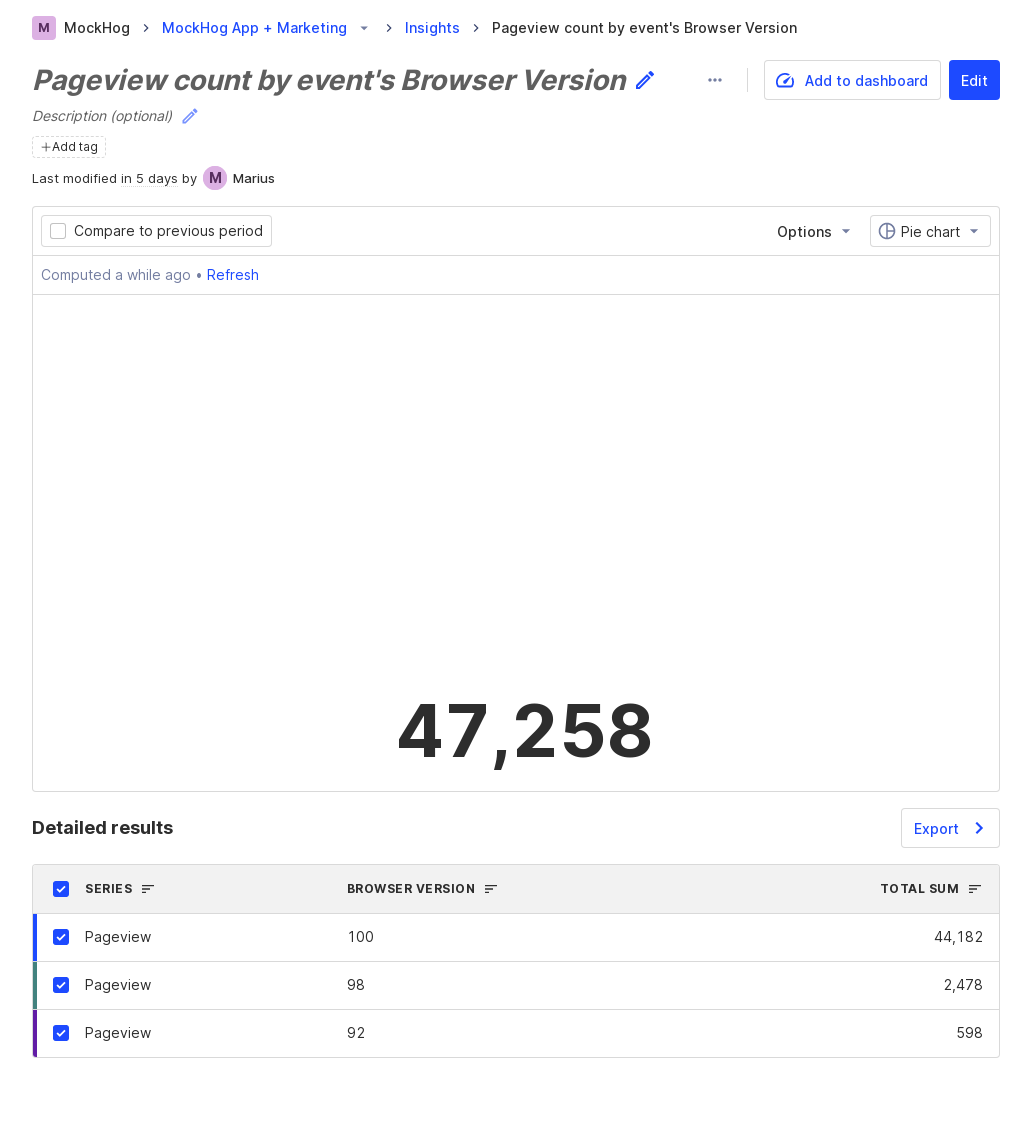 M MockHog MockHog App + Marketing Insights Pageview count by event's Browser Version
Pageview count by event's Browser Version
Add to dashboard
Edit
Description (optional)
Add tag
Last modified in 5 days by M Marius
Compare to previous period
Options
Pie chart
Computed a while ago • Refresh
47,258
Detailed results
Export
SERIES BROWSER VERSION TOTAL SUM
Pageview 100 44,182
Pageview 98 2,478
Pageview 92 598